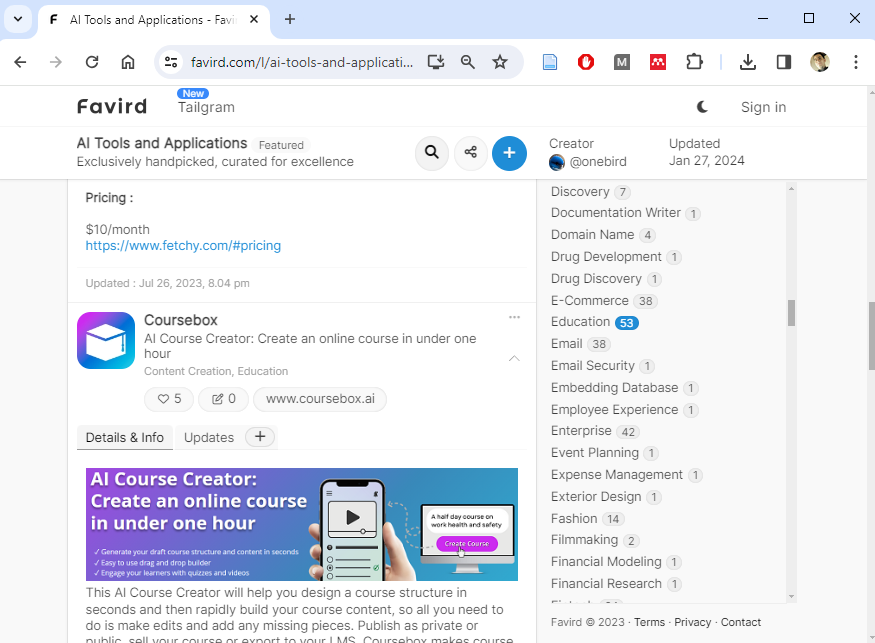 AI Tools and Applications - Favi
favird.com/l/ai-tools-and-applicati...
M
Favird
New
Tailgram
Sign in
AI Tools and Applications
Featured
Exclusively handpicked, curated for excellence
Creator
@onebird
Updated
Jan 27, 2024
Pricing :
$10/month
https://www.fetchy.com/#pricing
Updated : Jul 26, 2023, 8.04 pm
Coursebox
AI Course Creator: Create an online course in under one
hour
Content Creation, Education
5
0
www.coursebox.ai
Details & Info
Updates
+
AI Course Creator:
Create an online course
in under one hour
✓ Generate your draft course structure and content in seconds
✓ Easy to use drag and drop builder
✓ Engage your learners with quizzes and videos
A half day course on
work health and safety
Create Course
This AI Course Creator will help you design a course structure in
seconds and then rapidly build your course content, so all you need to
do is make edits and add any missing pieces. Publish as private or
public, sell your course or export to your LMS. Coursebox makes course
Discovery 7
Documentation Writer 1
Domain Name 4
Drug Development 1
Drug Discovery 1
E-Commerce 38
Education 53
Email 38
Email Security 1
Embedding Database 1
Employee Experience 1
Enterprise 42
Event Planning 1
Expense Management 1
Exterior Design 1
Fashion 14
Filmmaking 2
Financial Modeling 1
Financial Research 1
Favird © 2023 · Terms · Privacy · Contact